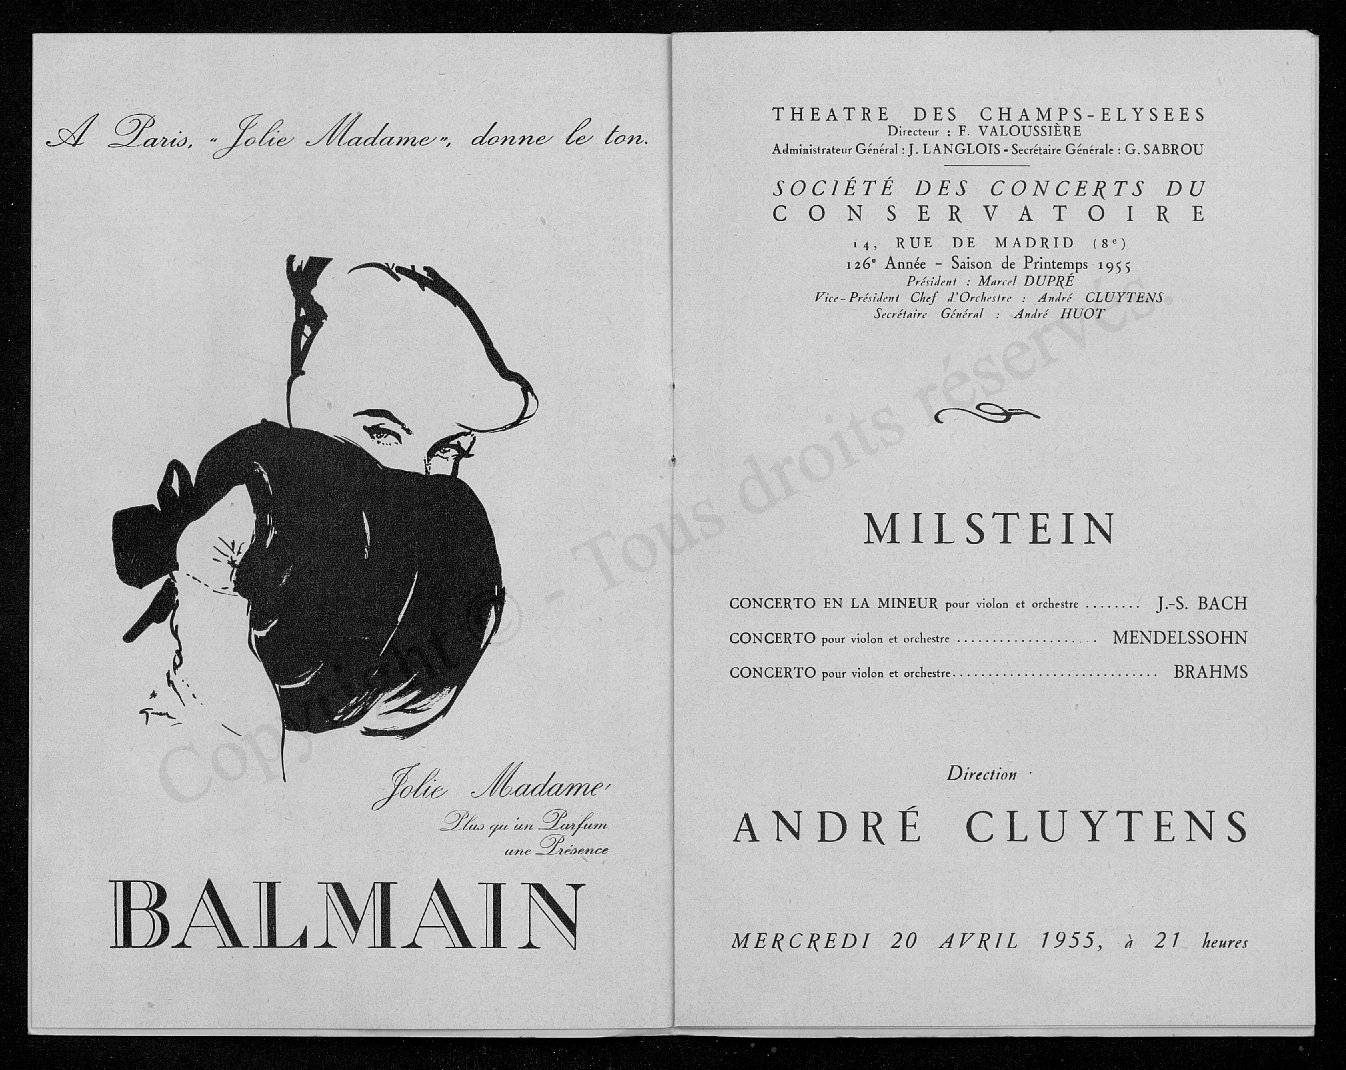 A Paris, "Jolie Madame", donne le ton.
Jolie Madame
Plus qu'un Parfum
une Présence
BALMAIN
THEATRE DES CHAMPS-ELYSEES
Directeur : F. VALOUSSIÈRE
Administrateur Général : J. LANGLOIS - Secrétaire Générale : G. SABROU
SOCIÉTÉ DES CONCERTS DU
CONSERVATOIRE
14, RUE DE MADRID (8e)
126e Année - Saison de Printemps 1955
Président : Marcel DUPRÉ
Vice-Président Chef d'Orchestre : André CLUYTENS
Secrétaire Général : André HUOT
MILSTEIN
CONCERTO EN LA MINEUR pour violon et orchestre ........ J.-S. BACH
CONCERTO pour violon et orchestre .................... MENDELSSOHN
CONCERTO pour violon et orchestre............................. BRAHMS
Direction
ANDRÉ CLUYTENS
MERCREDI 20 AVRIL 1955, à 21 heures
Copyright © - Tous droits réservés.